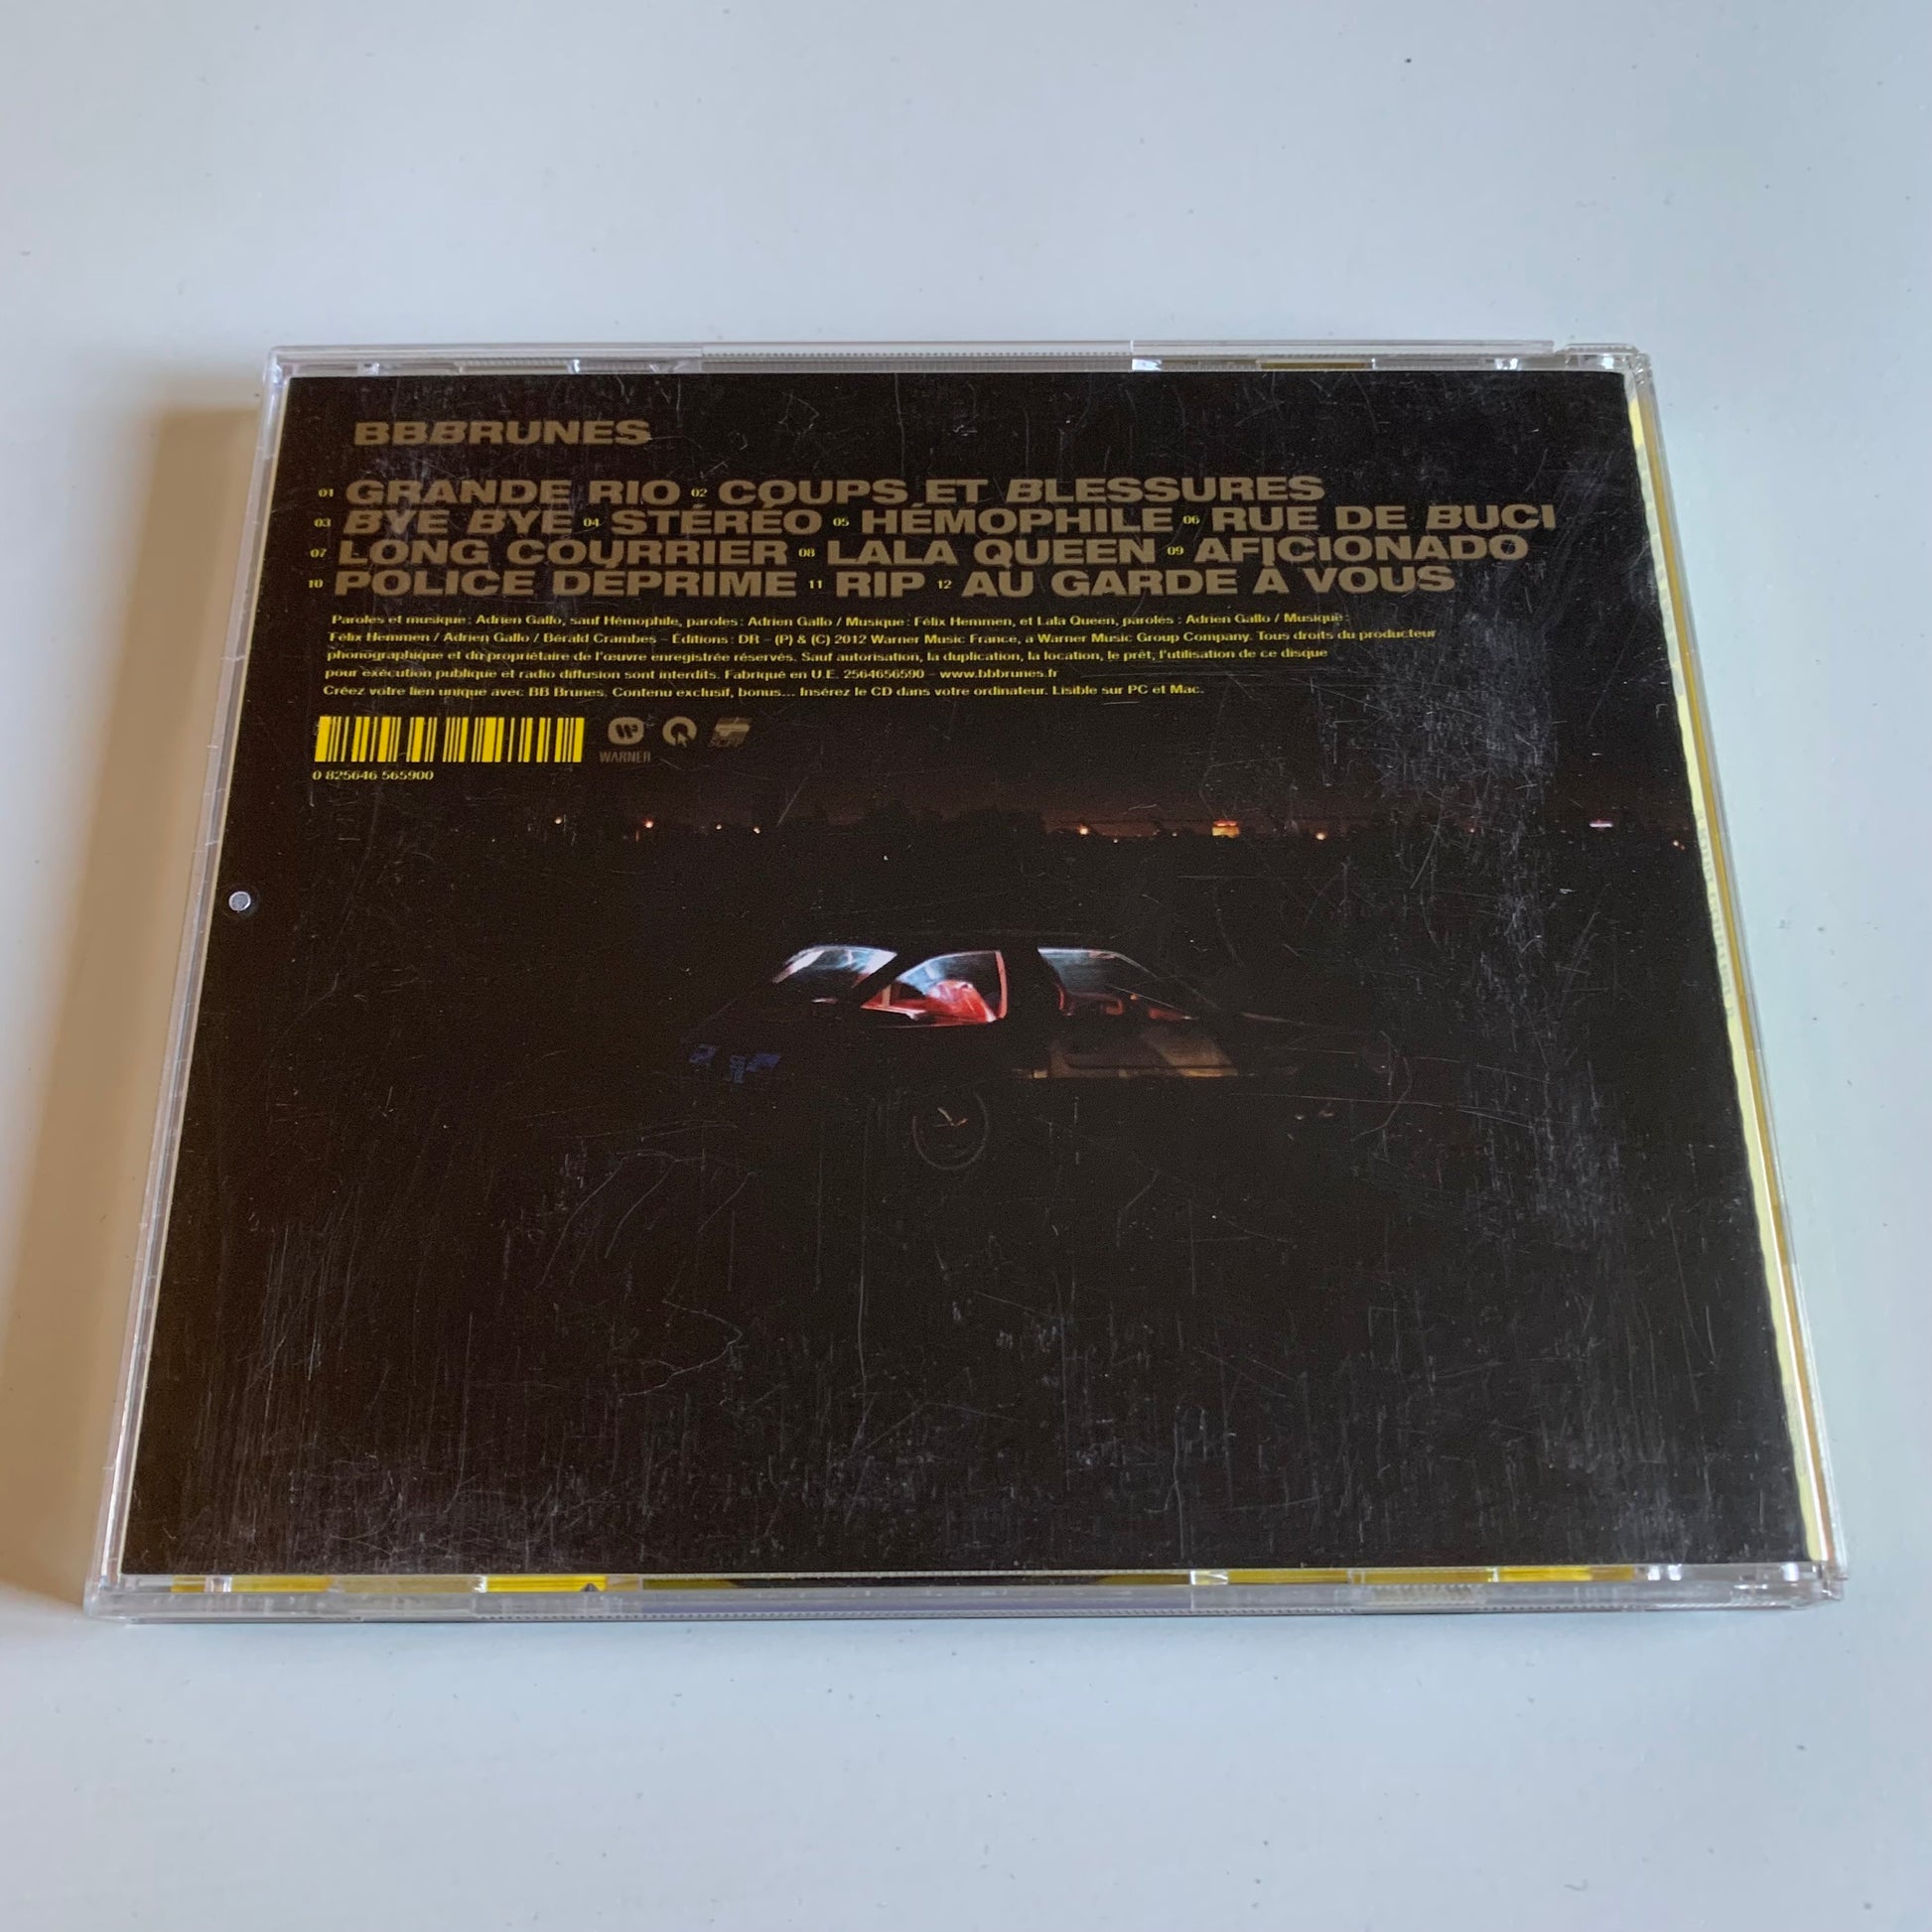 BBBRUNES
01 GRANDE RIO 02 COUPS ET BLESSURES
03 BYE BYE 04 STÉRÉO 05 HÉMOPHILE 06 RUE DE BUCI
07 LONG COURRIER 08 LALA QUEEN 09 AFICIONADO
10 POLICE DÉPRIME 11 RIP 12 AU GARDE À VOUS
Paroles et musique : Adrien Gallo, sauf Hémophile, paroles : Adrien Gallo / Musique : Félix Hemmen, et Lala Queen, paroles : Adrien Gallo / Musique :
Félix Hemmen / Adrien Gallo / Bérald Crambes – Éditions : DR – (P) & (C) 2012 Warner Music France, a Warner Music Group Company. Tous droits du producteur
phonographique et du propriétaire de l'œuvre enregistrée réservés. Sauf autorisation, la duplication, la location, le prêt, l'utilisation de ce disque
pour exécution publique et radio diffusion sont interdits. Fabriqué en U.E. 2564656590 – www.bbbrunes.fr
Créez votre lien unique avec BB Brunes. Contenu exclusif, bonus... Insérez le CD dans votre ordinateur. Lisible sur PC et Mac.
WARNER
SCPP
0 825646 565900